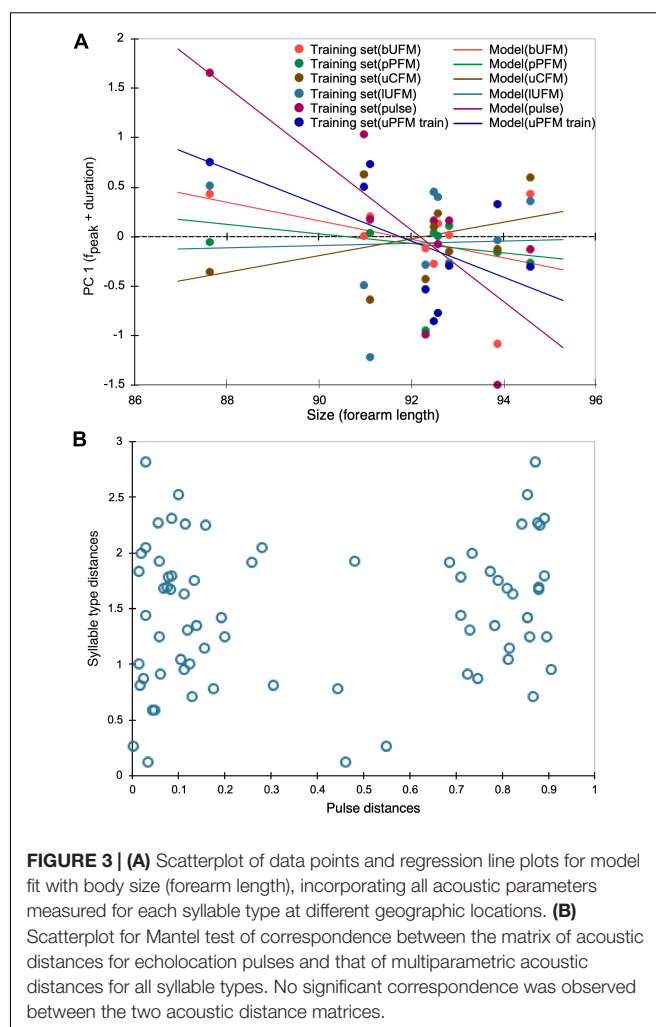 A
2
1.5
1
0.5
0
-0.5
-1
-1.5
PC 1 (fpeak + duration)
Training set(bUFM) Model(bUFM)
Training set(pPFM) Model(pPFM)
Training set(uCFM) Model(uCFM)
Training set(lUFM) Model(lUFM)
Training set(pulse) Model(pulse)
Training set(uPFM train) Model(uPFM train)
86 88 90 92 94 96
Size (forearm length)
B
3
2.5
2
1.5
1
0.5
0
Syllable type distances
0 0.1 0.2 0.3 0.4 0.5 0.6 0.7 0.8 0.9 1
Pulse distances
FIGURE 3 | (A) Scatterplot of data points and regression line plots for model
fit with body size (forearm length), incorporating all acoustic parameters
measured for each syllable type at different geographic locations. (B)
Scatterplot for Mantel test of correspondence between the matrix of acoustic
distances for echolocation pulses and that of multiparametric acoustic
distances for all syllable types. No significant correspondence was observed
between the two acoustic distance matrices.